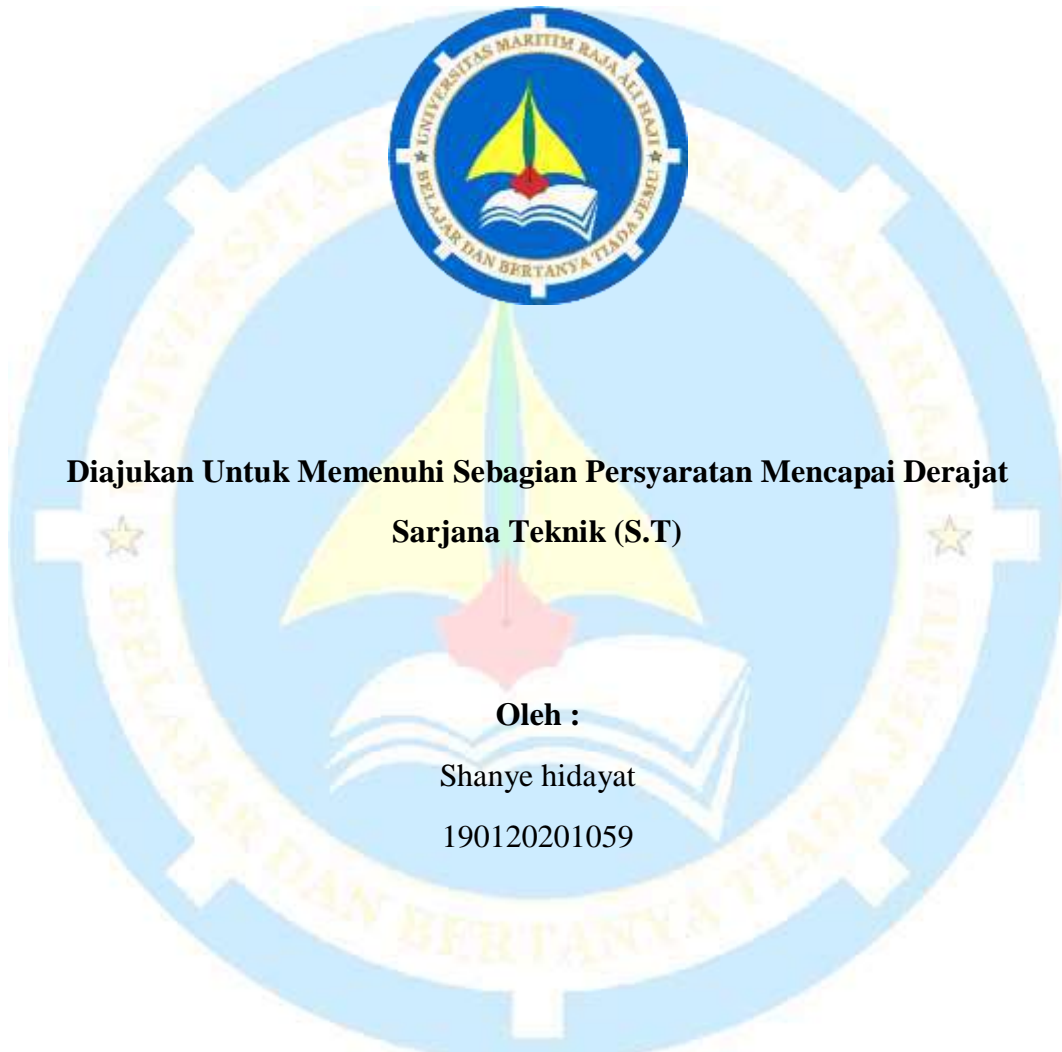 UNIVERSITAS MARITIM RAJA ALI HAJI
BELAJAR DAN BERTANYA TIADA JEMU
Diajukan Untuk Memenuhi Sebagian Persyaratan Mencapai Derajat
Sarjana Teknik (S.T)
Oleh :
Shanye hidayat
190120201059